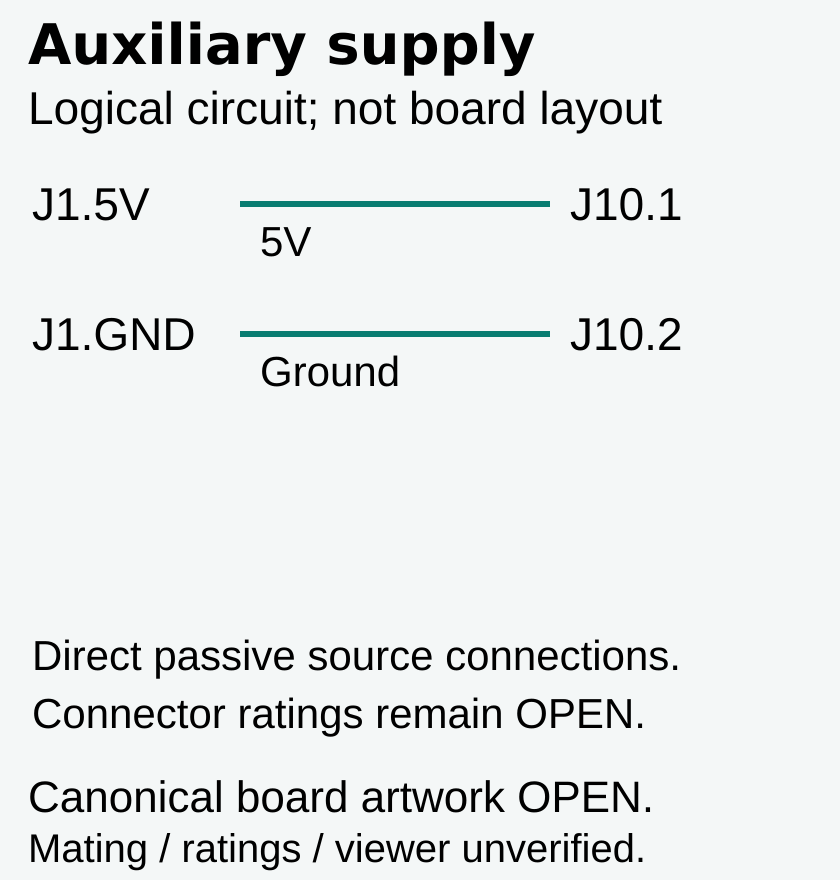 Auxiliary supply
Logical circuit; not board layout
J1.5V J10.1
5V
J1.GND J10.2
Ground
Direct passive source connections.
Connector ratings remain OPEN.
Canonical board artwork OPEN.
Mating / ratings / viewer unverified.